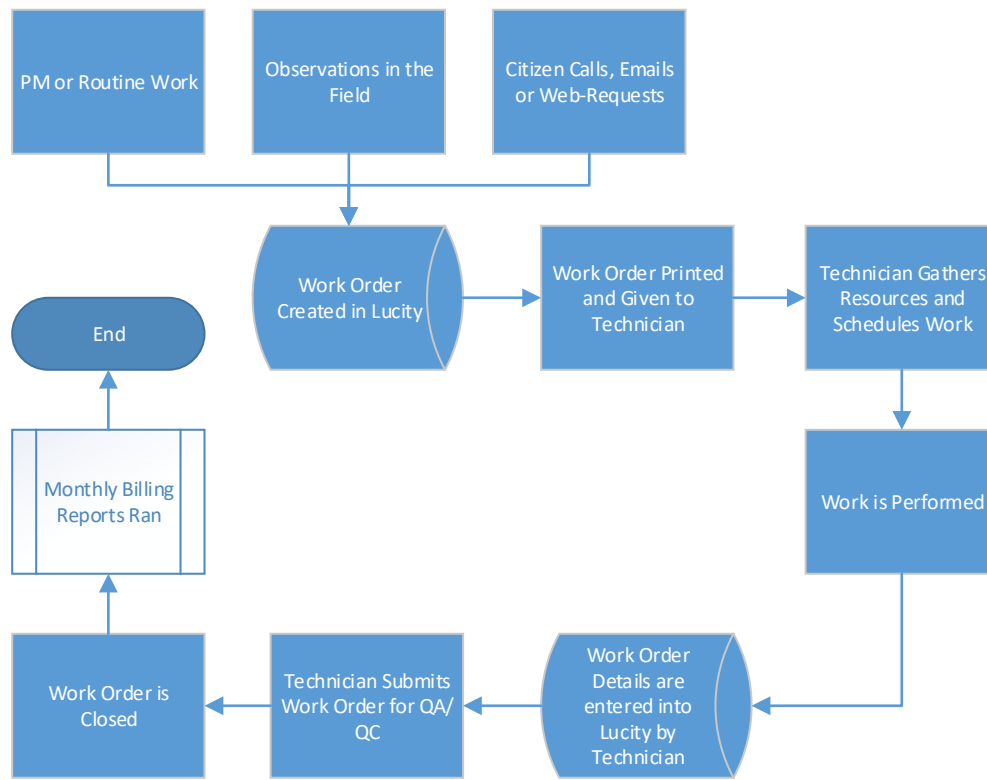 PM or Routine Work
Observations in the
Field
Citizen Calls, Emails
or Web-Requests
Work Order
Created in Lucity
Work Order Printed
and Given to
Technician
Technician Gathers
Resources and
Schedules Work
End
Monthly Billing
Reports Ran
Work is Performed
Work Order is
Closed
Technician Submits
Work Order for QA/
QC
Work Order
Details are
entered into
Lucity by
Technician